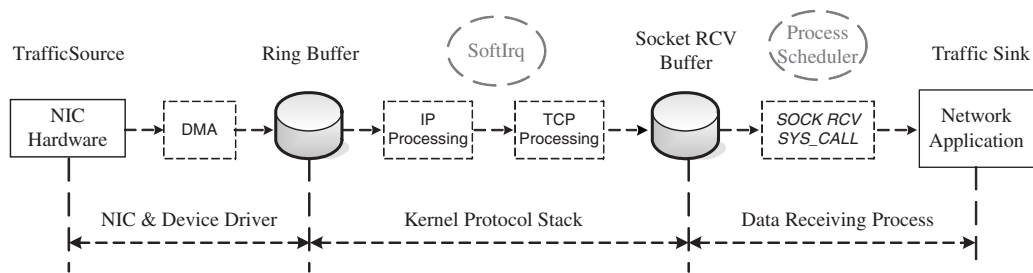 TrafficSource
Ring Buffer
SoftIrq
Socket RCV
Buffer
Process
Scheduler
Traffic Sink
NIC
Hardware
DMA
IP
Processing
TCP
Processing
SOCK RCV
SYS_CALL
Network
Application
NIC & Device Driver
Kernel Protocol Stack
Data Receiving Process